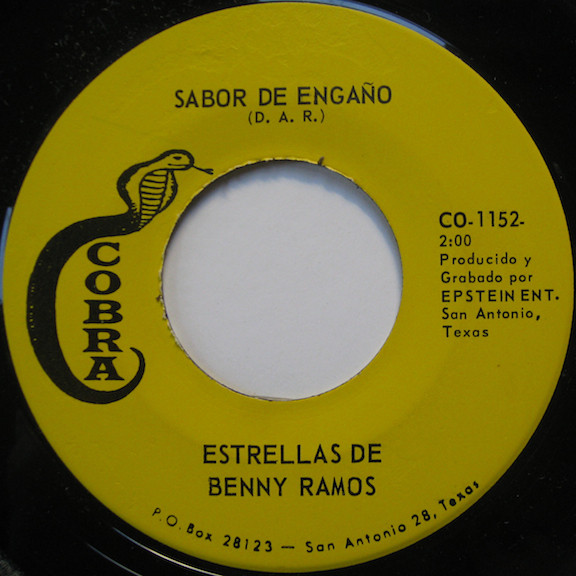 SABOR DE ENGAÑO
(D. A. R.)
COBRA
CO-1152-
2:00
Producido y
Grabado por
EPSTEIN ENT.
San Antonio,
Texas
ESTRELLAS DE
BENNY RAMOS
P.O. Box 28123 — San Antonio 28, Texas